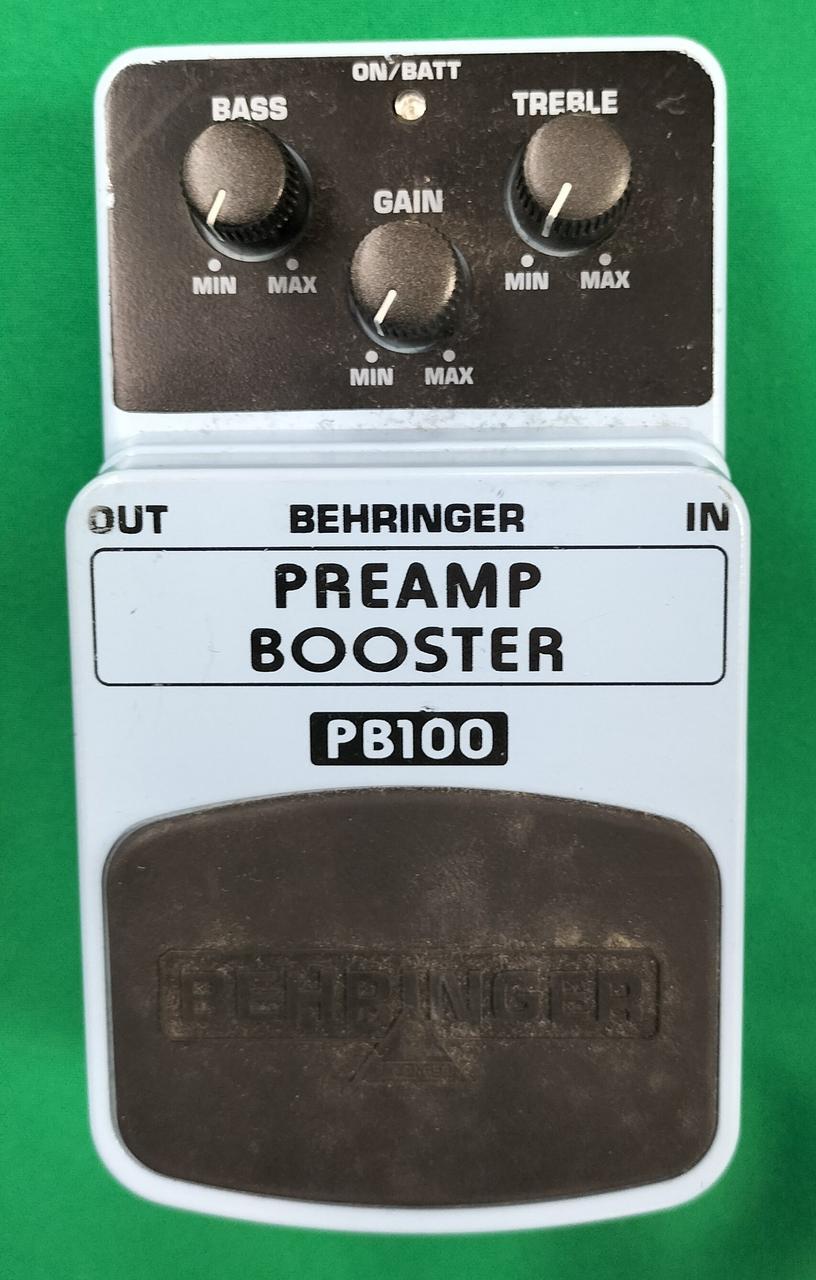 ON/BATT
BASS
TREBLE
GAIN
MIN MAX
MIN MAX
MIN MAX
OUT BEHRINGER IN
PREAMP
BOOSTER
PB100
BEHRINGER